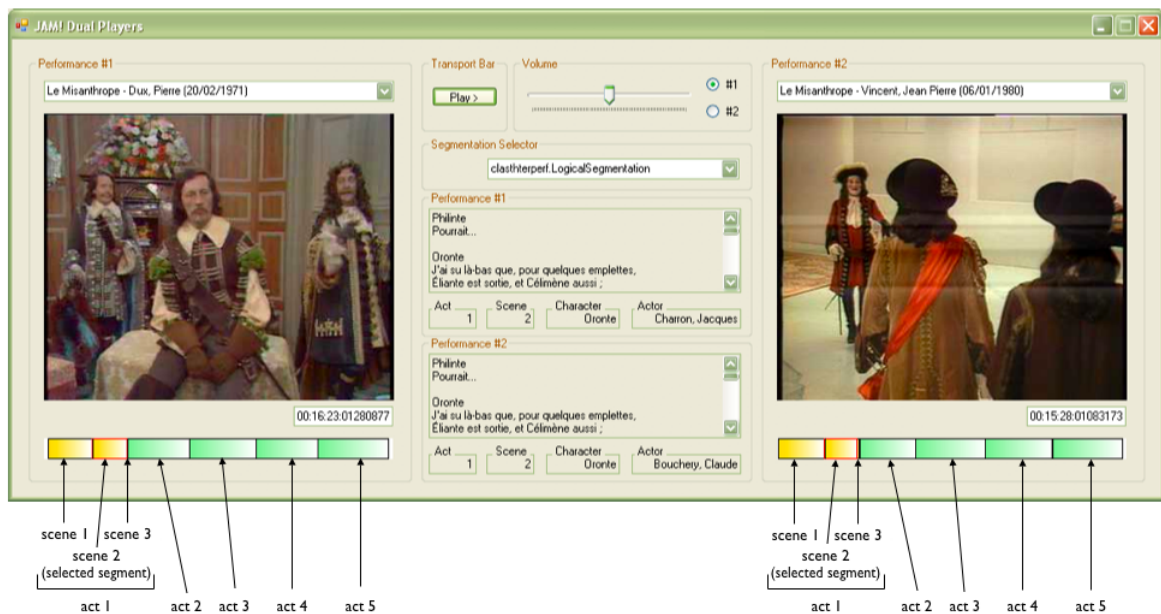 JAM! Dual Players
Performance #1
Le Misanthrope - Dux, Pierre (20/02/1971)
00:16:23:01280877
Transport Bar
Play >
Volume
#1
#2
Segmentation Selector
clasthterperf.LogicalSegmentation
Performance #1
Philinte
Pourrait...
Oronte
J'ai su là-bas que, pour quelques emplettes,
Éliante est sortie, et Célimène aussi ;
Act Scene Character Actor
1 2 Oronte Charron, Jacques
Performance #2
Philinte
Pourrait...
Oronte
J'ai su là-bas que, pour quelques emplettes,
Éliante est sortie, et Célimène aussi ;
Act Scene Character Actor
1 2 Oronte Bouchery, Claude
Performance #2
Le Misanthrope - Vincent, Jean Pierre (06/01/1980)
00:15:28:01083173
scene 1 scene 3
scene 2
(selected segment)
act 1 act 2 act 3 act 4 act 5
scene 1 scene 3
scene 2
(selected segment)
act 1 act 2 act 3 act 4 act 5